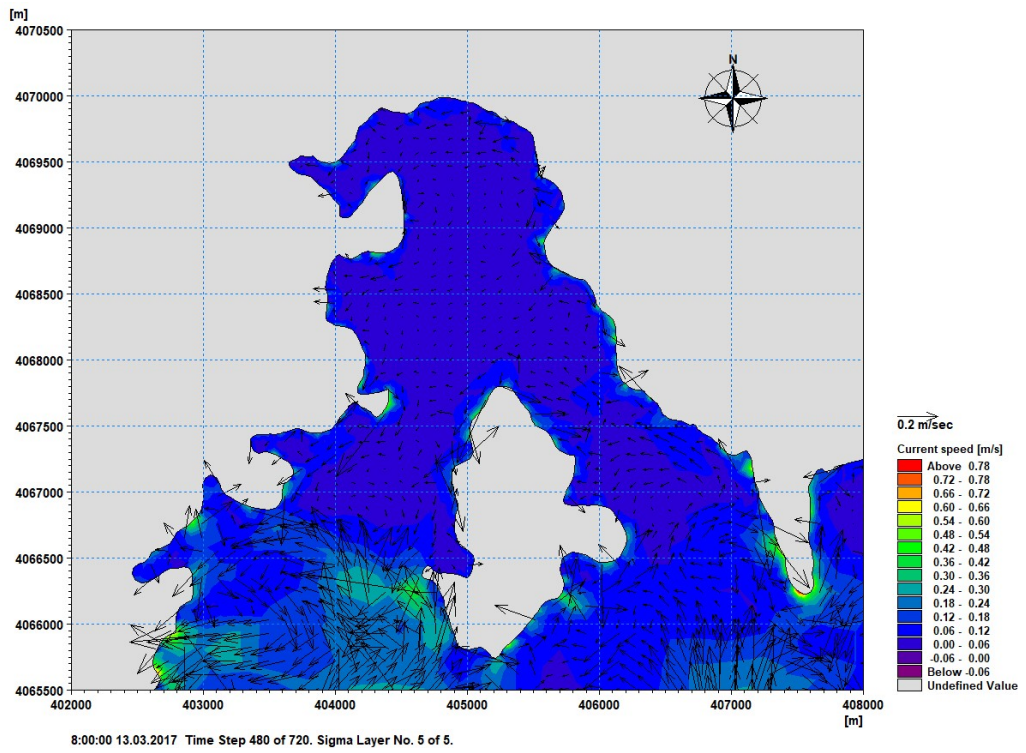 [m]
4070500
4070000
N
4069500
4069000
4068500
4068000
4067500
4067000
4066500
4066000
4065500
402000 403000 404000 405000 406000 407000 408000
[m]
0.2 m/sec
Current speed [m/s]
Above 0.78
0.72 - 0.78
0.66 - 0.72
0.60 - 0.66
0.54 - 0.60
0.48 - 0.54
0.42 - 0.48
0.36 - 0.42
0.30 - 0.36
0.24 - 0.30
0.18 - 0.24
0.12 - 0.18
0.06 - 0.12
0.00 - 0.06
-0.06 - 0.00
Below -0.06
Undefined Value
8:00:00 13.03.2017 Time Step 480 of 720. Sigma Layer No. 5 of 5.